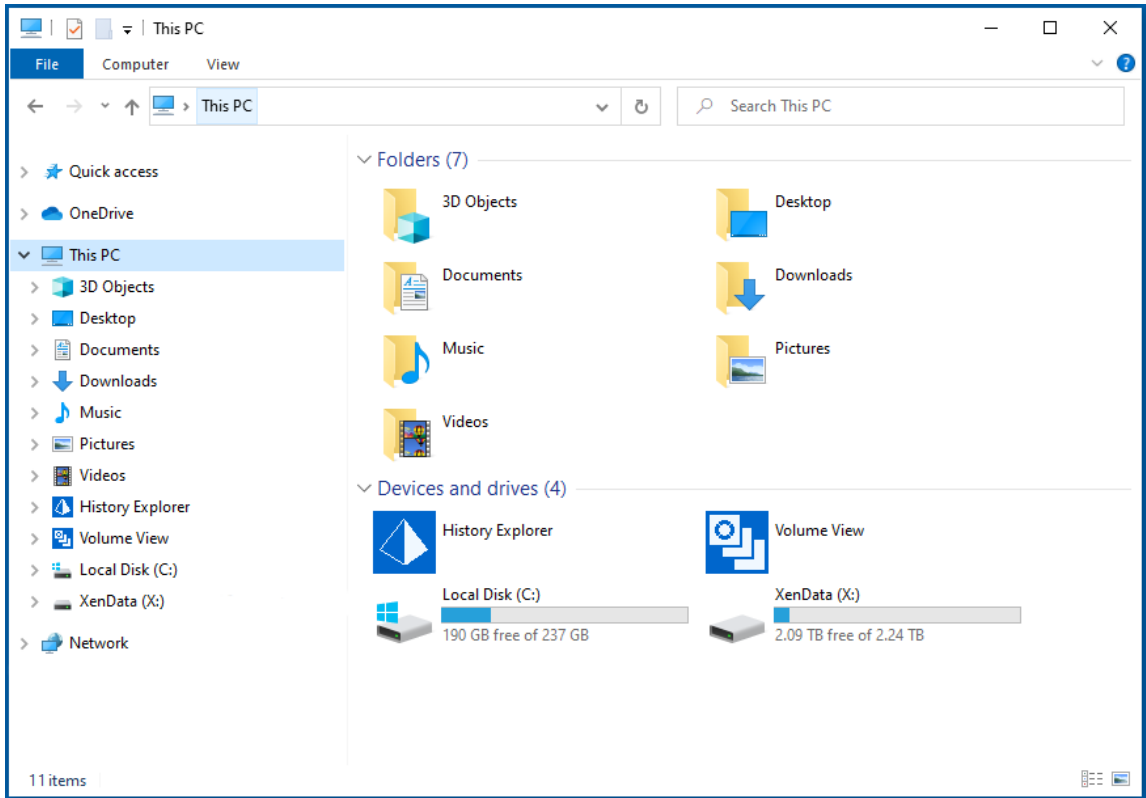 This PC
File Computer View
This PC
Search This PC
Quick access
OneDrive
This PC
3D Objects
Desktop
Documents
Downloads
Music
Pictures
Videos
History Explorer
Volume View
Local Disk (C:)
XenData (X:)
Network
Folders (7)
3D Objects
Desktop
Documents
Downloads
Music
Pictures
Videos
Devices and drives (4)
History Explorer
Volume View
Local Disk (C:)
190 GB free of 237 GB
XenData (X:)
2.09 TB free of 2.24 TB
11 items